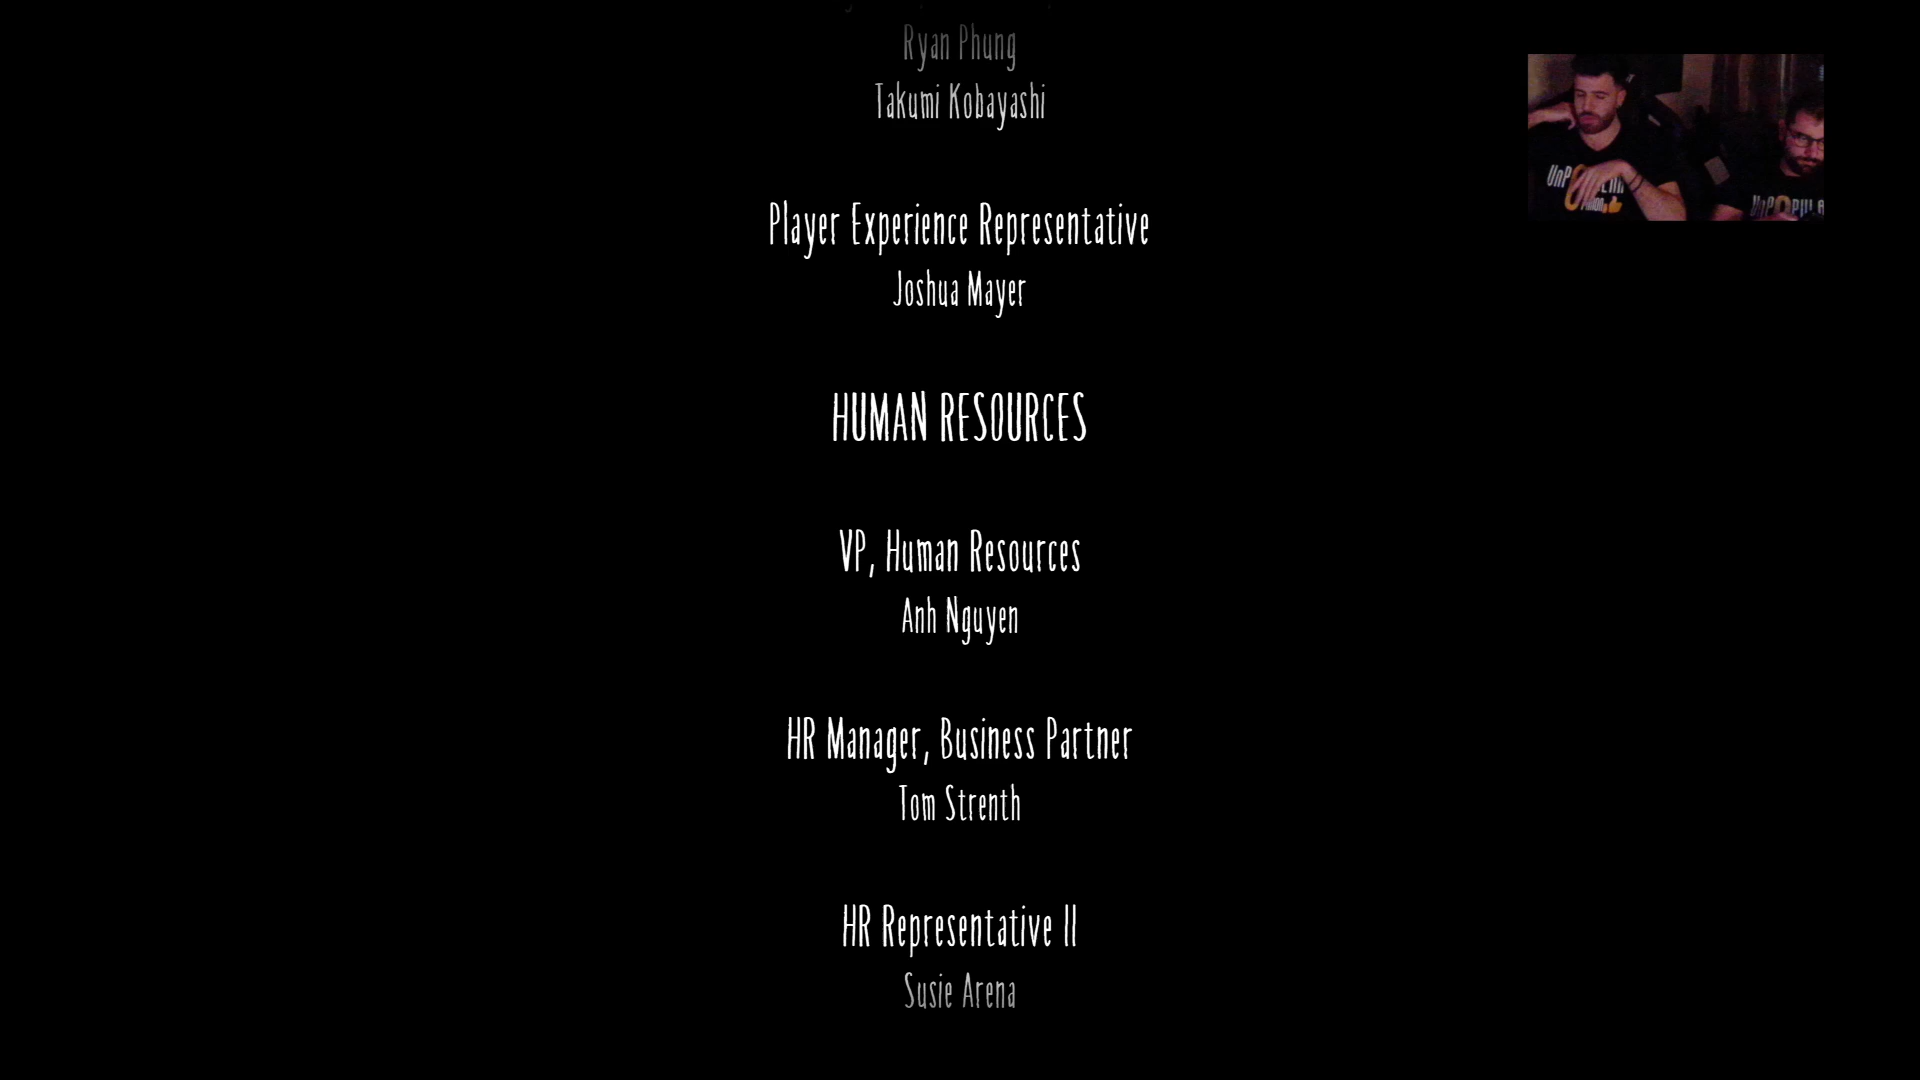 Ryan Phung
Takumi Kobayashi
Player Experience Representative
Joshua Mayer
HUMAN RESOURCES
VP, Human Resources
Anh Nguyen
HR Manager, Business Partner
Tom Strenth
HR Representative II
Susie Arena